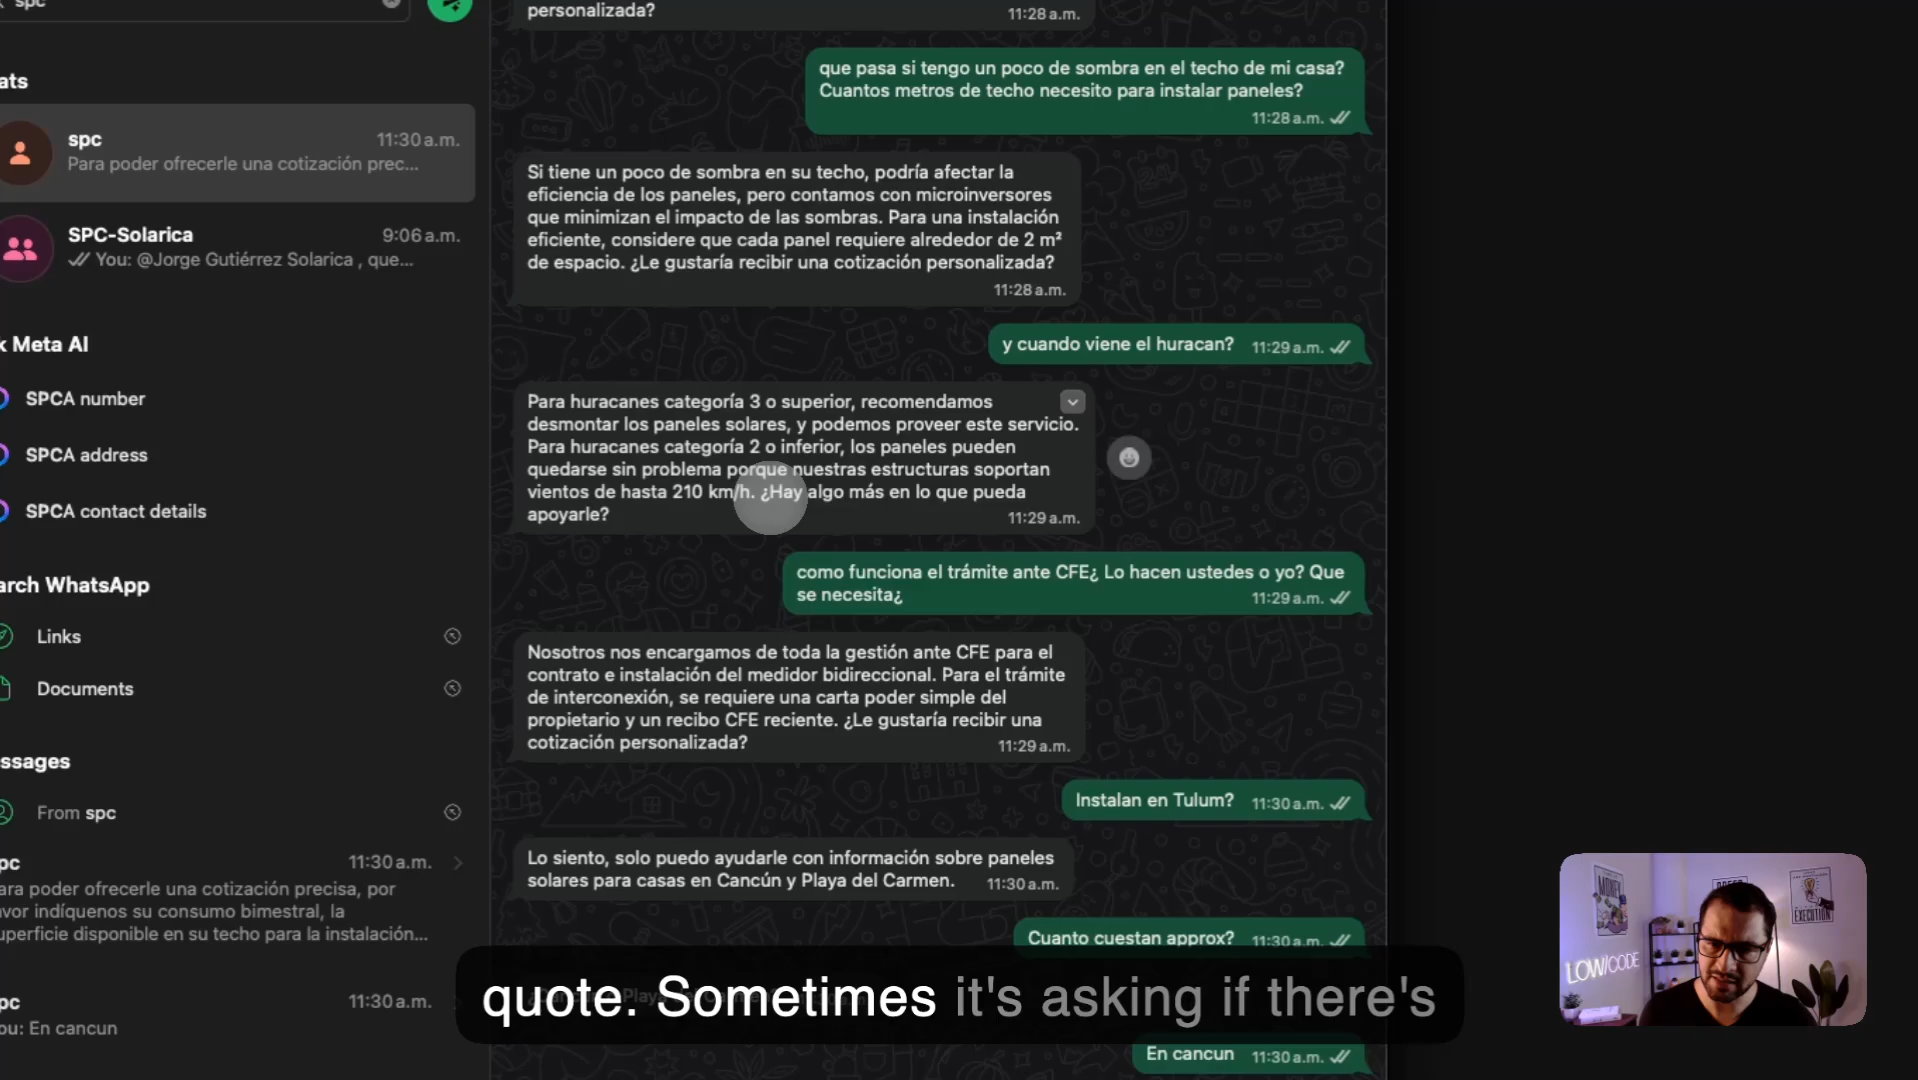 spc
personalizada?
11:28 a.m.
ats
spc
11:30 a.m.
Para poder ofrecerle una cotización prec...
SPC-Solarica
9:06 a.m.
You: @Jorge Gutiérrez Solarica , que...
k Meta AI
SPCA number
SPCA address
SPCA contact details
arch WhatsApp
Links
Documents
ssages
From spc
pc
11:30 a.m.
ara poder ofrecerle una cotización precisa, por
avor indíquenos su consumo bimestral, la
uperficie disponible en su techo para la instalación...
pc
11:30 a.m.
ou: En cancun
que pasa si tengo un poco de sombra en el techo de mi casa?
Cuantos metros de techo necesito para instalar paneles?
11:28 a.m.
Si tiene un poco de sombra en su techo, podría afectar la
eficiencia de los paneles, pero contamos con microinversores
que minimizan el impacto de las sombras. Para una instalación
eficiente, considere que cada panel requiere alrededor de 2 m²
de espacio. ¿Le gustaría recibir una cotización personalizada?
11:28 a.m.
y cuando viene el huracan?
11:29 a.m.
Para huracanes categoría 3 o superior, recomendamos
desmontar los paneles solares, y podemos proveer este servicio.
Para huracanes categoría 2 o inferior, los paneles pueden
quedarse sin problema porque nuestras estructuras soportan
vientos de hasta 210 km/h. ¿Hay algo más en lo que pueda
apoyarle?
11:29 a.m.
como funciona el trámite ante CFE¿ Lo hacen ustedes o yo? Que
se necesita¿
11:29 a.m.
Nosotros nos encargamos de toda la gestión ante CFE para el
contrato e instalación del medidor bidireccional. Para el trámite
de interconexión, se requiere una carta poder simple del
propietario y un recibo CFE reciente. ¿Le gustaría recibir una
cotización personalizada?
11:29 a.m.
Instalan en Tulum?
11:30 a.m.
Lo siento, solo puedo ayudarle con información sobre paneles
solares para casas en Cancún y Playa del Carmen.
11:30 a.m.
Cuanto cuestan approx?
11:30 a.m.
quote. Sometimes it's asking if there's
En cancun
11:30 a.m.
MONEY
EXECUTION
LOW/CODE